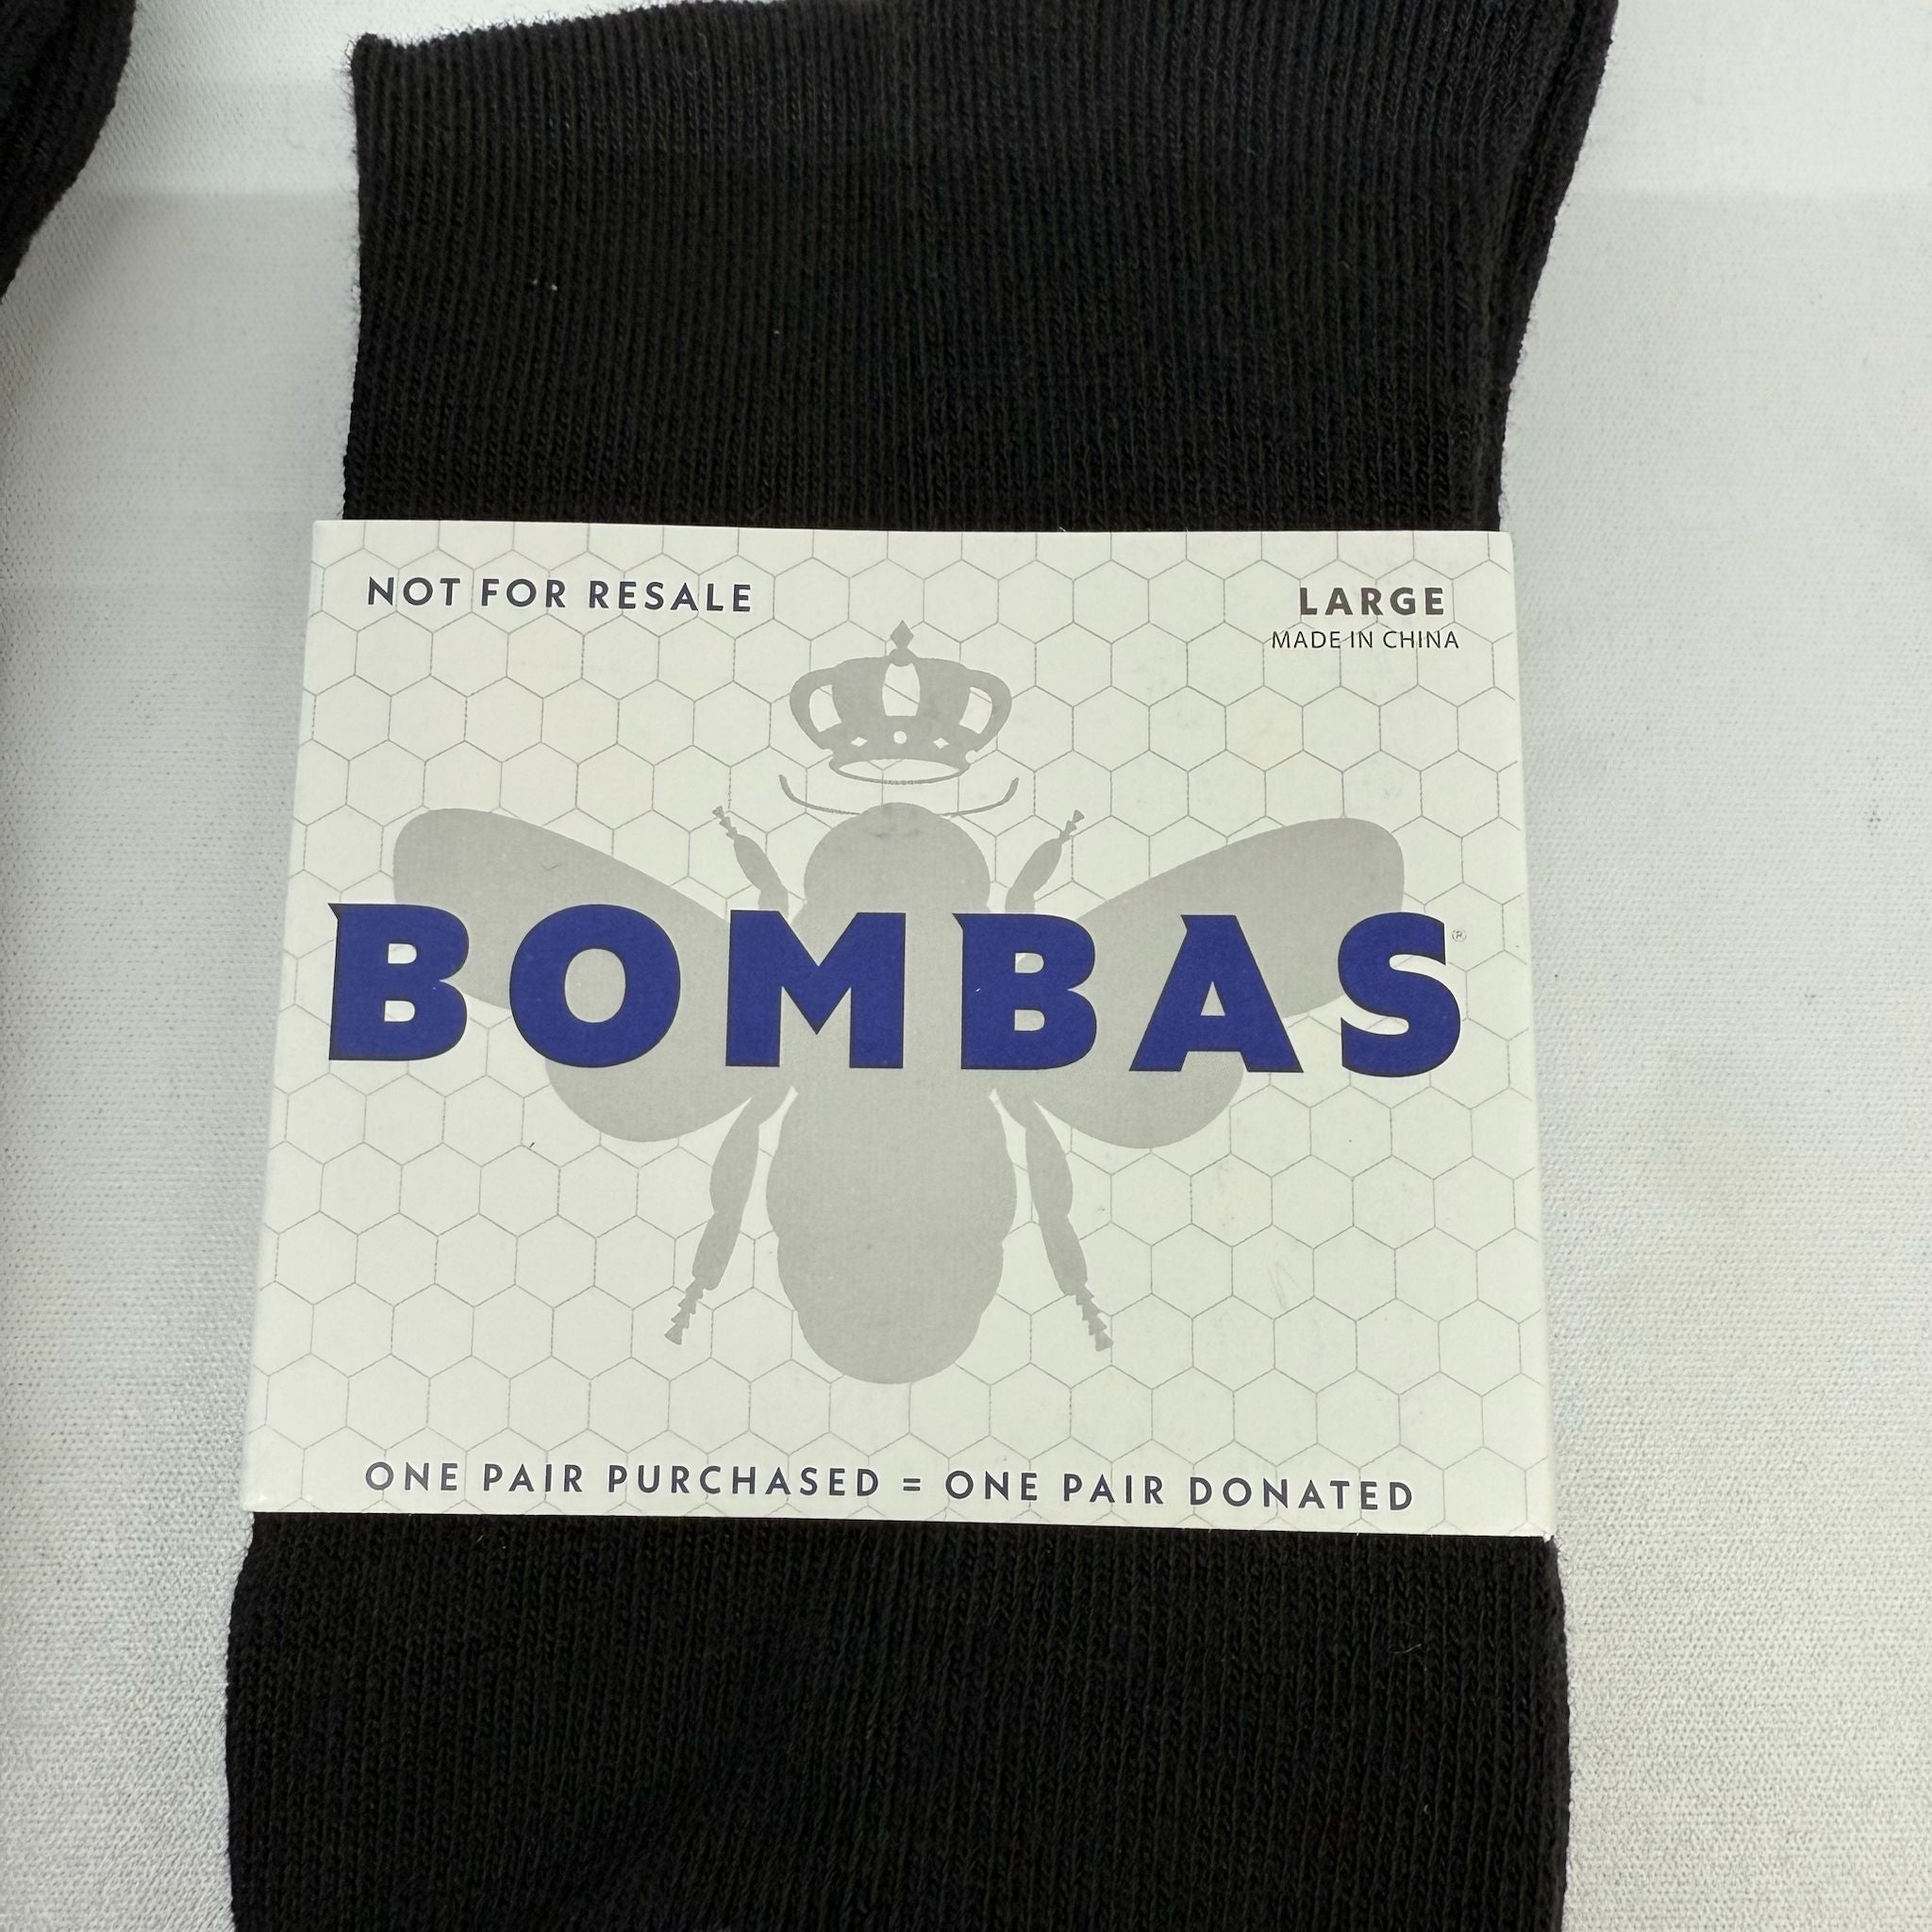 NOT FOR RESALE
LARGE
MADE IN CHINA
BOMBAS®
ONE PAIR PURCHASED = ONE PAIR DONATED